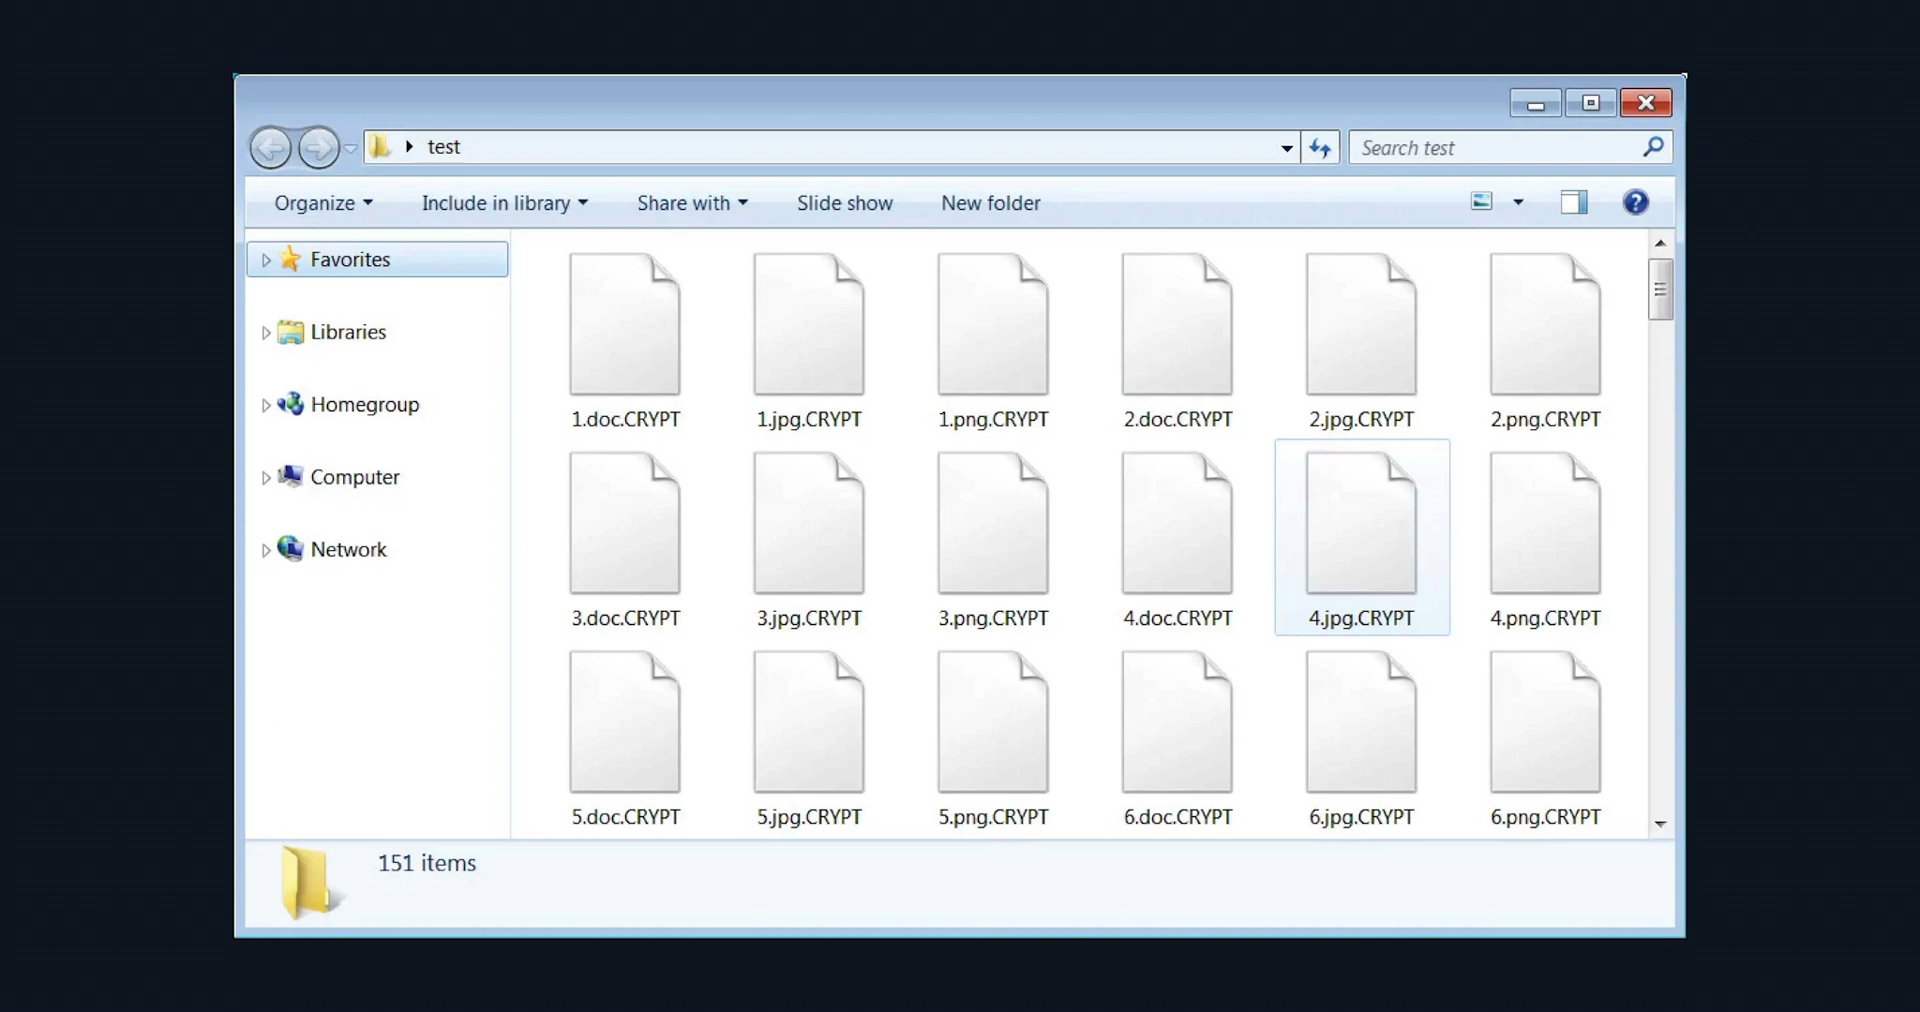 test
Search test
Organize Include in library Share with Slide show New folder
?
Favorites
Libraries
Homegroup
Computer
Network
1.doc.CRYPT 1.jpg.CRYPT 1.png.CRYPT 2.doc.CRYPT 2.jpg.CRYPT 2.png.CRYPT
3.doc.CRYPT 3.jpg.CRYPT 3.png.CRYPT 4.doc.CRYPT 4.jpg.CRYPT 4.png.CRYPT
5.doc.CRYPT 5.jpg.CRYPT 5.png.CRYPT 6.doc.CRYPT 6.jpg.CRYPT 6.png.CRYPT
151 items